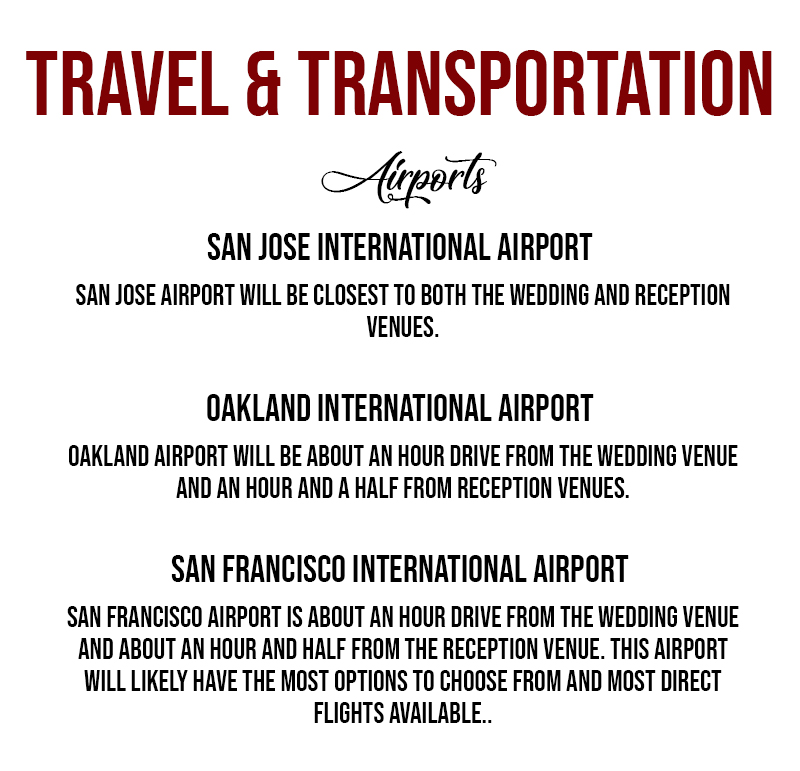 TRAVEL & TRANSPORTATION
Airports
SAN JOSE INTERNATIONAL AIRPORT
SAN JOSE AIRPORT WILL BE CLOSEST TO BOTH THE WEDDING AND RECEPTION
VENUES.
OAKLAND INTERNATIONAL AIRPORT
OAKLAND AIRPORT WILL BE ABOUT AN HOUR DRIVE FROM THE WEDDING VENUE
AND AN HOUR AND A HALF FROM RECEPTION VENUES.
SAN FRANCISCO INTERNATIONAL AIRPORT
SAN FRANCISCO AIRPORT IS ABOUT AN HOUR DRIVE FROM THE WEDDING VENUE
AND ABOUT AN HOUR AND HALF FROM THE RECEPTION VENUE. THIS AIRPORT
WILL LIKELY HAVE THE MOST OPTIONS TO CHOOSE FROM AND MOST DIRECT
FLIGHTS AVAILABLE..